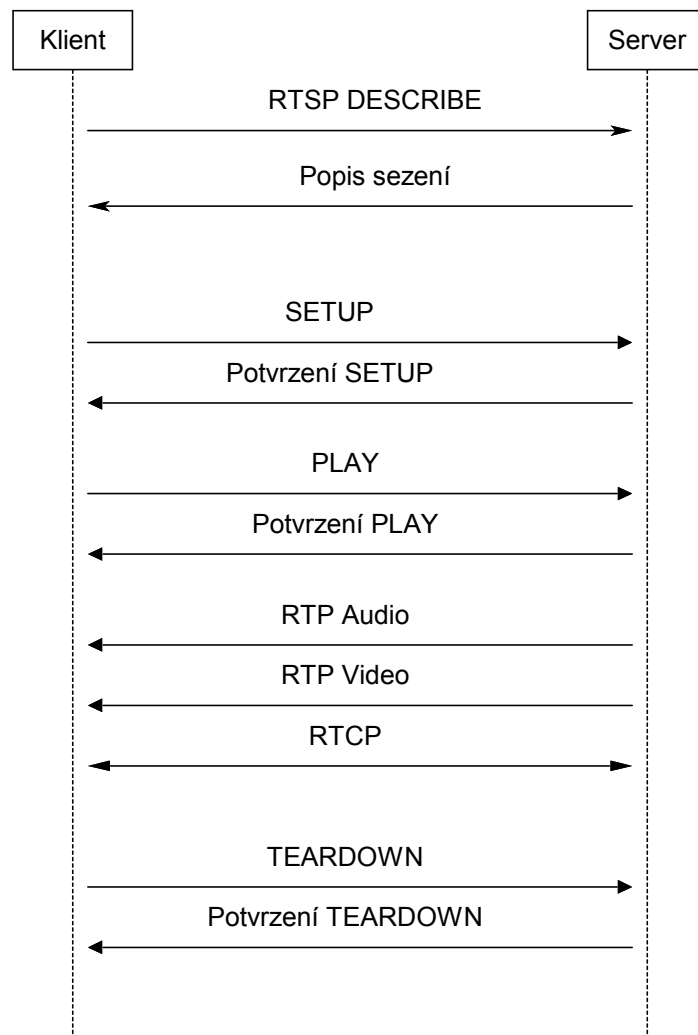 Klient
Server
RTSP DESCRIBE
Popis sezení
SETUP
Potvrzení SETUP
PLAY
Potvrzení PLAY
RTP Audio
RTP Video
RTCP
TEARDOWN
Potvrzení TEARDOWN